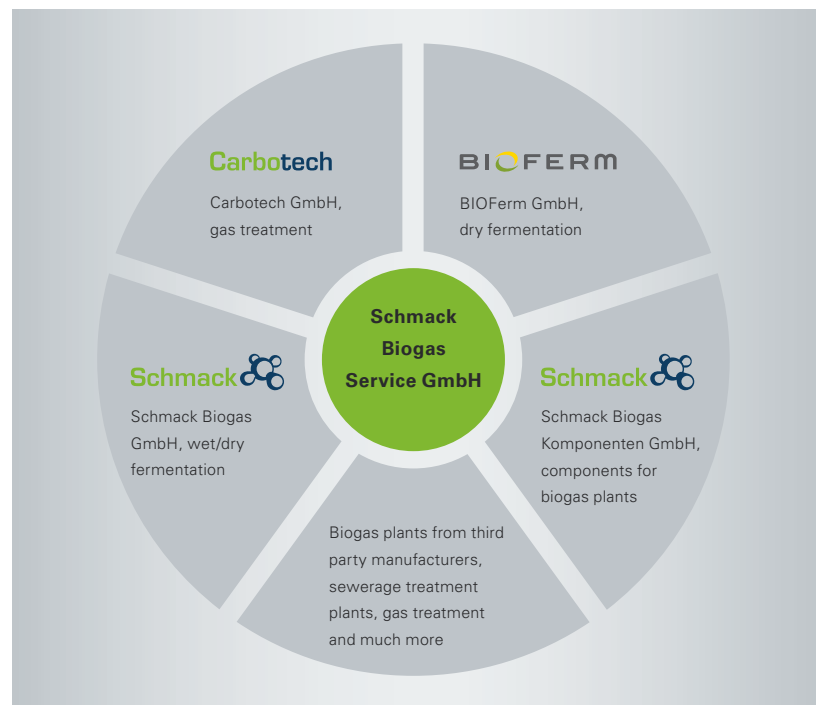 Carbotech
Carbotech GmbH,
gas treatment
BIOFERM
BIOFerm GmbH,
dry fermentation
Schmack
Biogas
Service GmbH
Schmack
Schmack Biogas
GmbH, wet/dry
fermentation
Schmack
Schmack Biogas
Komponenten GmbH,
components for
biogas plants
Biogas plants from third
party manufacturers,
sewerage treatment
plants, gas treatment
and much more